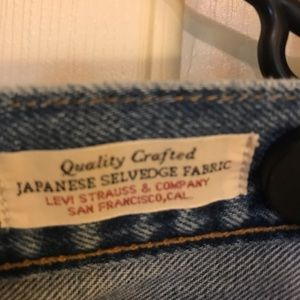 Quality Crafted
JAPANESE SELVEDGE FABRIC
LEVI STRAUSS & COMPANY
SAN FRANCISCO,CAL.